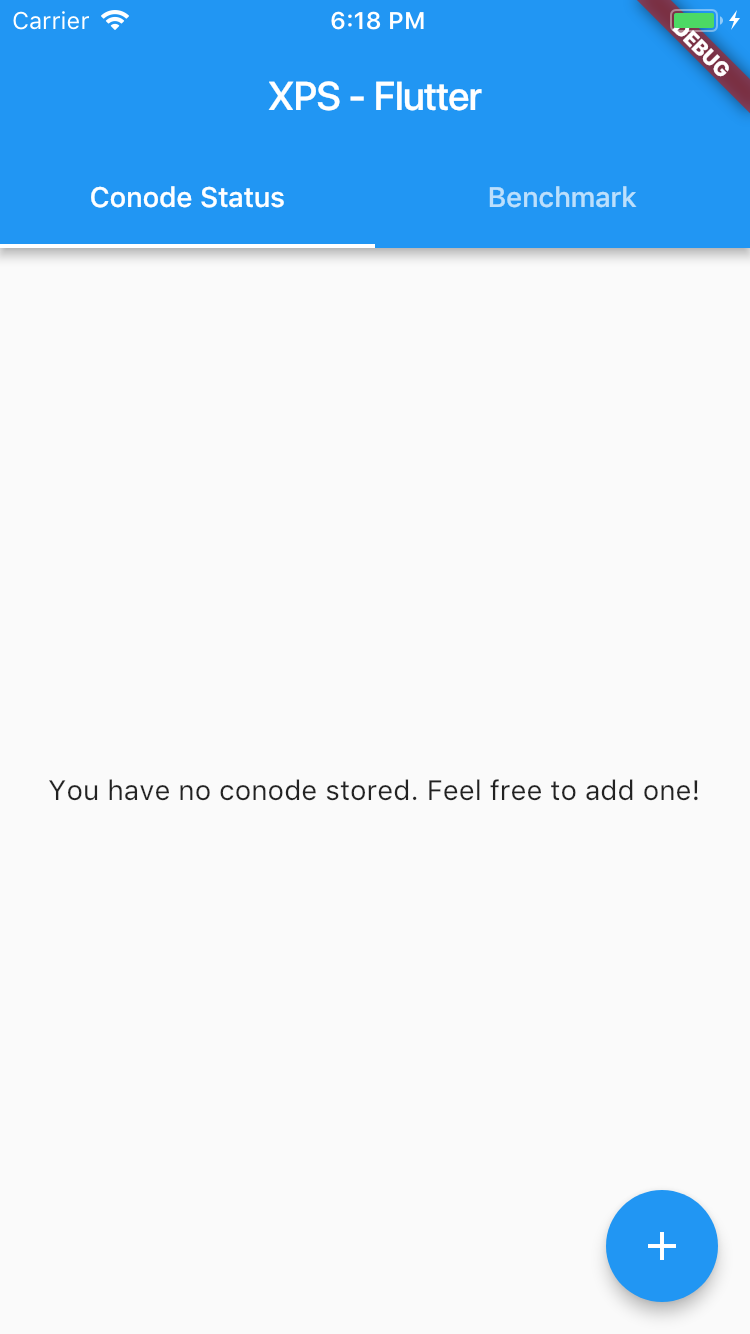 Carrier 6:18 PM
DEBUG
XPS - Flutter
Conode Status Benchmark
You have no conode stored. Feel free to add one!